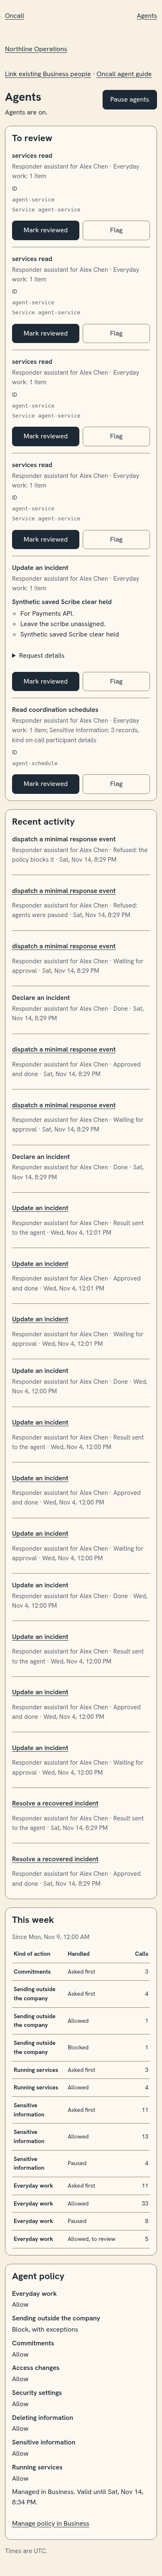 Oncall
Agents
Northline Operations
Link existing Business people · Oncall agent guide
Agents
Pause agents
Agents are on.
To review
services read
Responder assistant for Alex Chen · Everyday
work: 1 item
ID
agent-service
Service agent-service
Mark reviewed
Flag
services read
Responder assistant for Alex Chen · Everyday
work: 1 item
ID
agent-service
Service agent-service
Mark reviewed
Flag
services read
Responder assistant for Alex Chen · Everyday
work: 1 item
ID
agent-service
Service agent-service
Mark reviewed
Flag
services read
Responder assistant for Alex Chen · Everyday
work: 1 item
ID
agent-service
Service agent-service
Mark reviewed
Flag
Update an incident
Responder assistant for Alex Chen · Everyday
work: 1 item
Synthetic saved Scribe clear held
For Payments API.
Leave the scribe unassigned.
Synthetic saved Scribe clear held
Request details
Mark reviewed
Flag
Read coordination schedules
Responder assistant for Alex Chen · Everyday
work: 1 item; Sensitive information: 3 records,
kind on-call participant details
ID
agent-schedule
Mark reviewed
Flag
Recent activity
dispatch a minimal response event
Responder assistant for Alex Chen · Refused: the
policy blocks it · Sat, Nov 14, 8:29 PM
dispatch a minimal response event
Responder assistant for Alex Chen · Refused:
agents were paused · Sat, Nov 14, 8:29 PM
dispatch a minimal response event
Responder assistant for Alex Chen · Waiting for
approval · Sat, Nov 14, 8:29 PM
Declare an incident
Responder assistant for Alex Chen · Done · Sat,
Nov 14, 8:29 PM
dispatch a minimal response event
Responder assistant for Alex Chen · Approved
and done · Sat, Nov 14, 8:29 PM
dispatch a minimal response event
Responder assistant for Alex Chen · Waiting for
approval · Sat, Nov 14, 8:29 PM
Declare an incident
Responder assistant for Alex Chen · Done · Sat,
Nov 14, 8:29 PM
Update an incident
Responder assistant for Alex Chen · Result sent
to the agent · Wed, Nov 4, 12:01 PM
Update an incident
Responder assistant for Alex Chen · Approved
and done · Wed, Nov 4, 12:01 PM
Update an incident
Responder assistant for Alex Chen · Waiting for
approval · Wed, Nov 4, 12:01 PM
Update an incident
Responder assistant for Alex Chen · Done · Wed,
Nov 4, 12:00 PM
Update an incident
Responder assistant for Alex Chen · Result sent
to the agent · Wed, Nov 4, 12:00 PM
Update an incident
Responder assistant for Alex Chen · Approved
and done · Wed, Nov 4, 12:00 PM
Update an incident
Responder assistant for Alex Chen · Waiting for
approval · Wed, Nov 4, 12:00 PM
Update an incident
Responder assistant for Alex Chen · Done · Wed,
Nov 4, 12:00 PM
Update an incident
Responder assistant for Alex Chen · Result sent
to the agent · Wed, Nov 4, 12:00 PM
Update an incident
Responder assistant for Alex Chen · Approved
and done · Wed, Nov 4, 12:00 PM
Update an incident
Responder assistant for Alex Chen · Waiting for
approval · Wed, Nov 4, 12:00 PM
Resolve a recovered incident
Responder assistant for Alex Chen · Result sent
to the agent · Sat, Nov 14, 8:29 PM
Resolve a recovered incident
Responder assistant for Alex Chen · Approved
and done · Sat, Nov 14, 8:29 PM
This week
Since Mon, Nov 9, 12:00 AM
Kind of action Handled Calls
Commitments Asked first 3
Sending outside
the company Asked first 4
Sending outside
the company Allowed 1
Sending outside
the company Blocked 1
Running services Asked first 3
Running services Allowed 4
Sensitive
information Asked first 11
Sensitive
information Allowed 13
Sensitive
information Paused 4
Everyday work Asked first 11
Everyday work Allowed 33
Everyday work Paused 8
Everyday work Allowed, to review 5
Agent policy
Everyday work
Allow
Sending outside the company
Block, with exceptions
Commitments
Allow
Access changes
Allow
Security settings
Allow
Deleting information
Allow
Sensitive information
Allow
Running services
Allow
Managed in Business. Valid until Sat, Nov 14,
8:34 PM.
Manage policy in Business
Times are UTC.